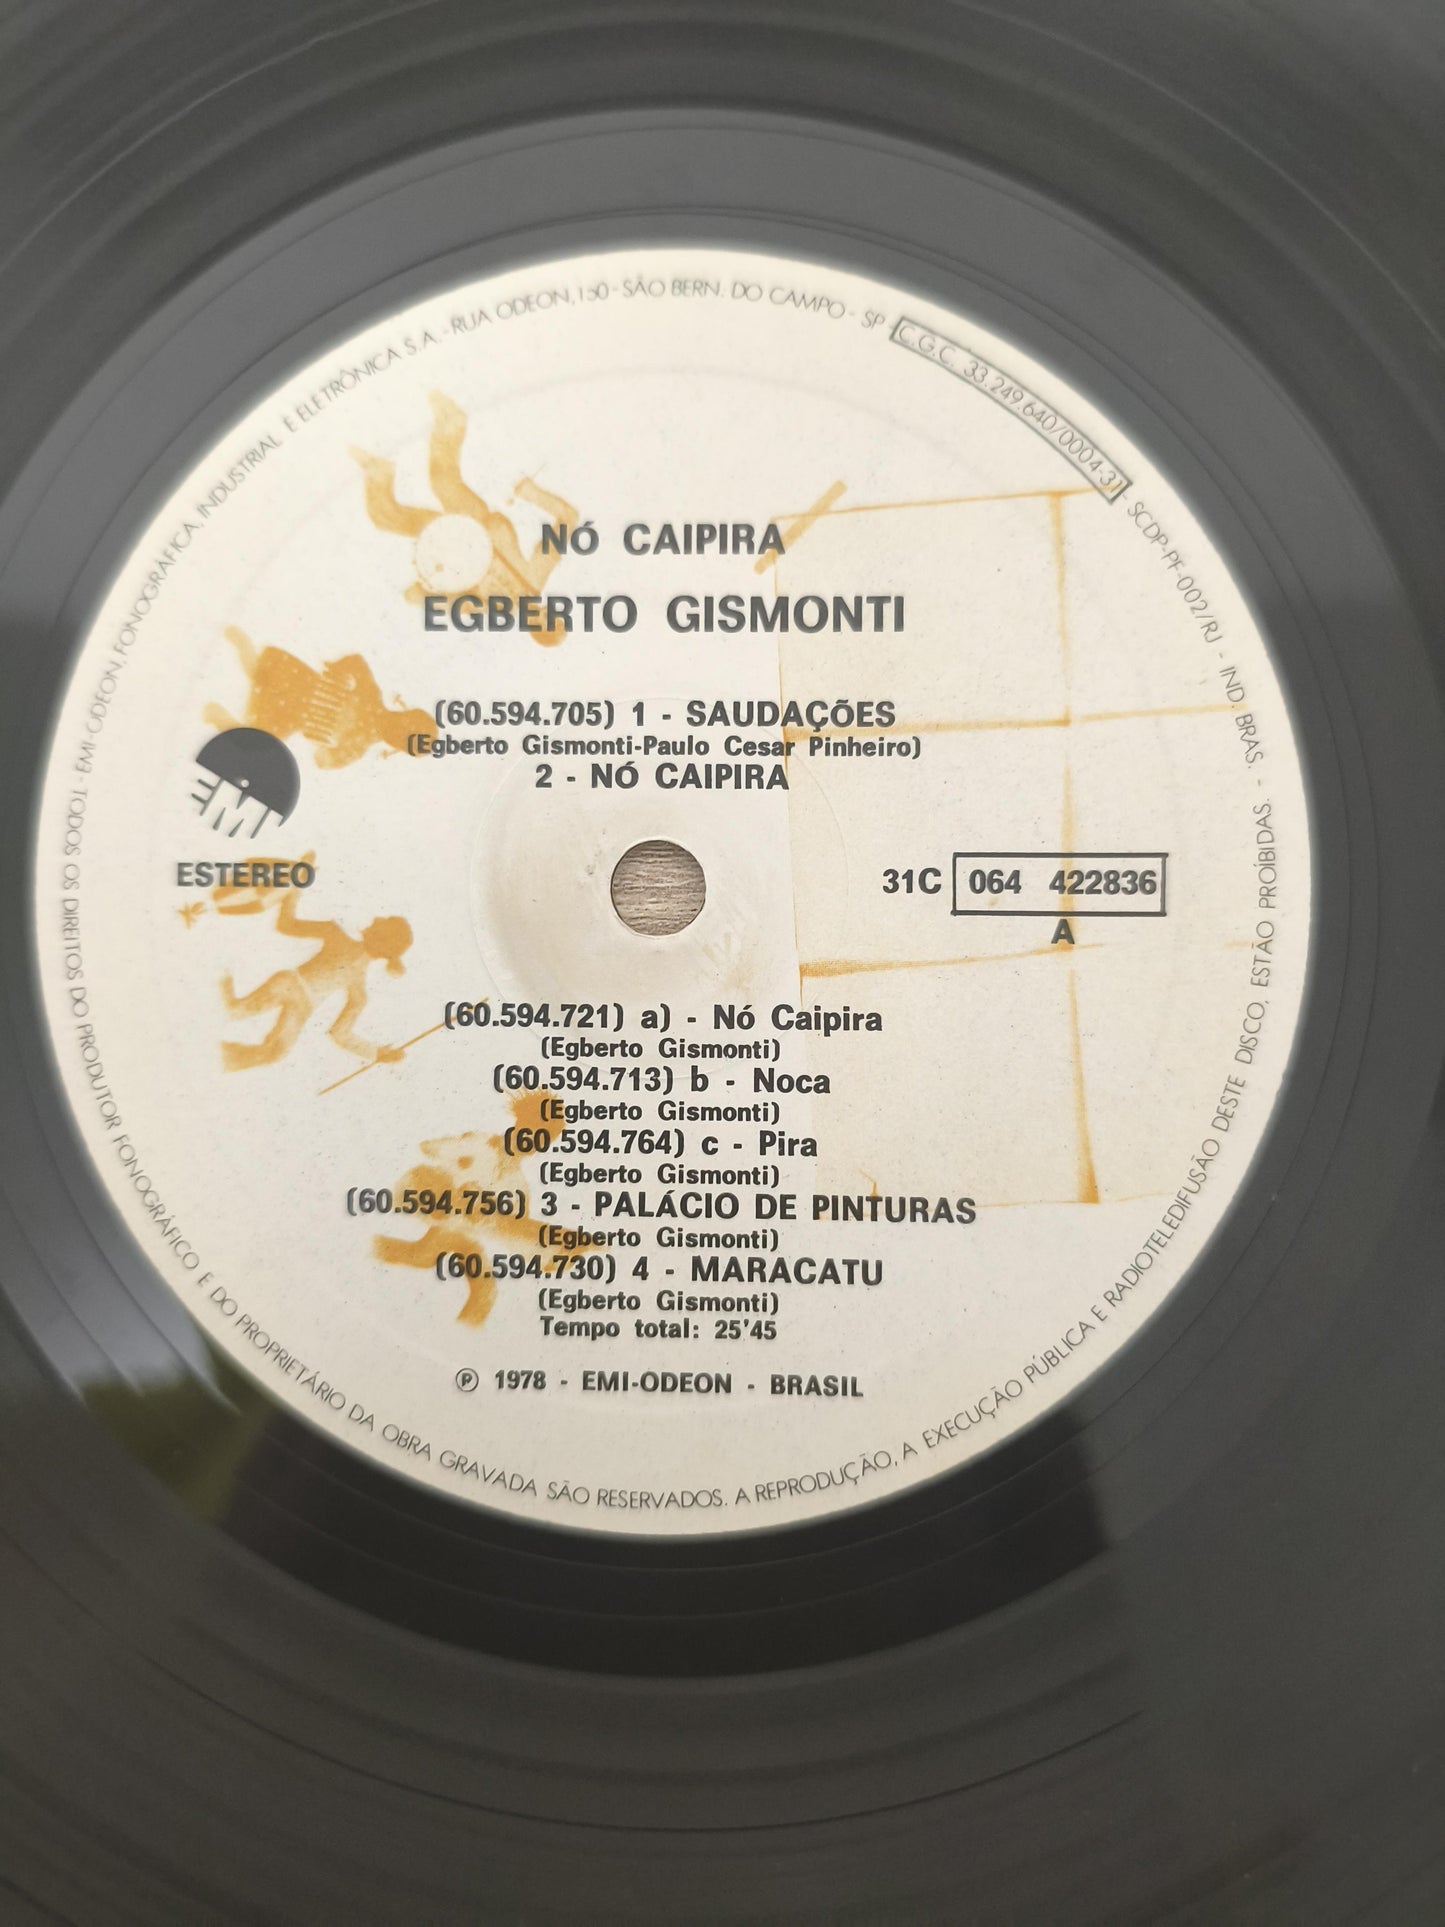 EMI-ODEON, FONOGRÁFICA, INDUSTRIAL E ELETRÔNICA S.A. - RUA ODEON, 150 - SÃO BERN. DO CAMPO - SP - C.G.C. 33.249.640/0004-31 - SCDP-PF-002/RJ - IND. BRAS. -
NÓ CAIPIRA
EGBERTO GISMONTI
(60.594.705) 1 - SAUDAÇÕES
(Egberto Gismonti-Paulo Cesar Pinheiro)
2 - NÓ CAIPIRA
EMI
ESTEREO
31C 064 422836
A
(60.594.721) a) - Nó Caipira
(Egberto Gismonti)
(60.594.713) b - Noca
(Egberto Gismonti)
(60.594.764) c - Pira
(Egberto Gismonti)
(60.594.756) 3 - PALÁCIO DE PINTURAS
(Egberto Gismonti)
(60.594.730) 4 - MARACATU
(Egberto Gismonti)
Tempo total: 25'45
℗ 1978 - EMI-ODEON - BRASIL
TODOS OS DIREITOS DO PRODUTOR FONOGRÁFICO E DO PROPRIETÁRIO DA OBRA GRAVADA SÃO RESERVADOS. A REPRODUÇÃO, A EXECUÇÃO PÚBLICA E RADIOTELEDIFUSÃO DESTE DISCO, ESTÃO PROÍBIDAS.